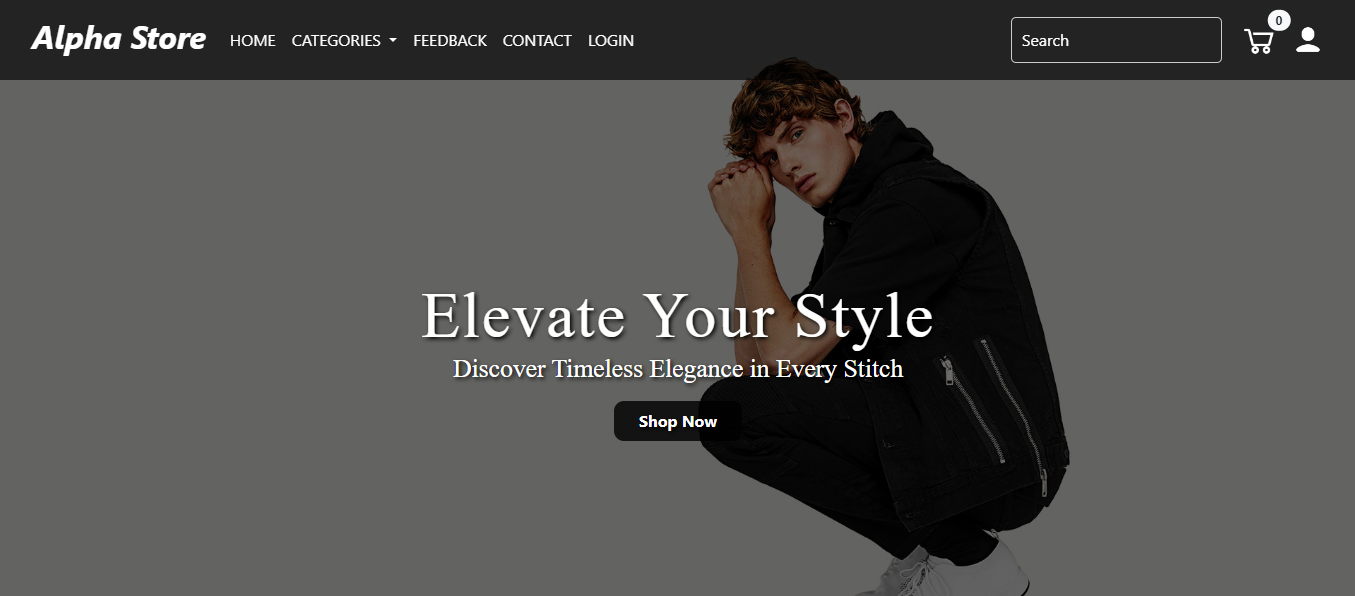 Alpha Store HOME CATEGORIES FEEDBACK CONTACT LOGIN Search 0
Elevate Your Style
Discover Timeless Elegance in Every Stitch
Shop Now